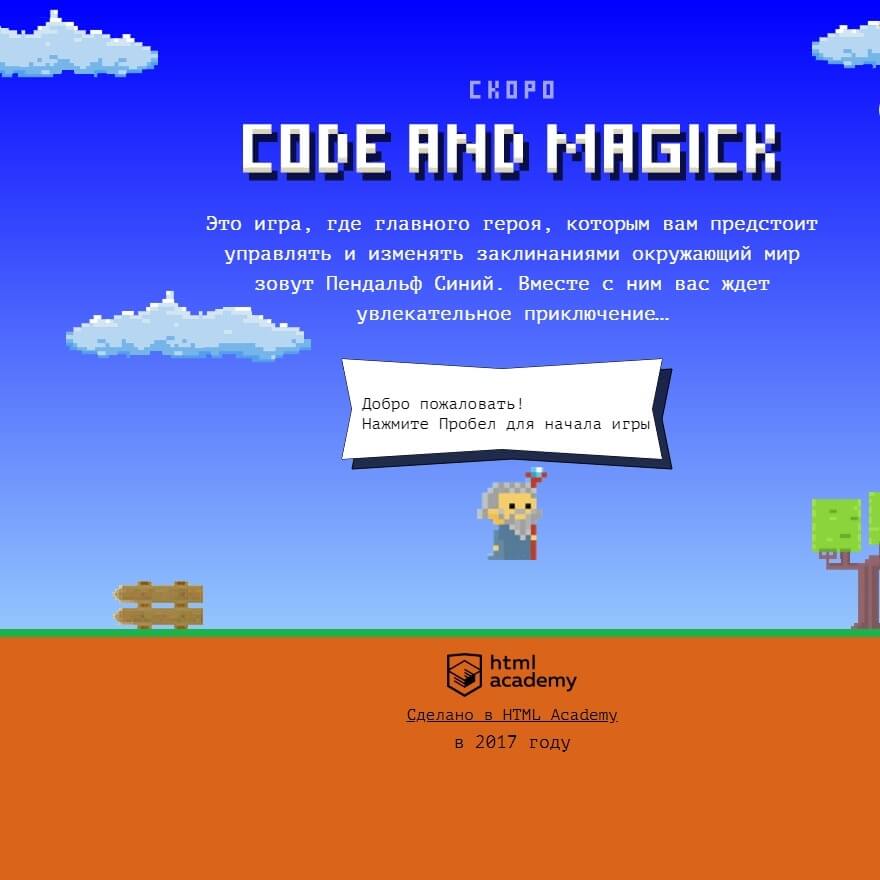 СКОРО
CODE AND MAGICK
Это игра, где главного героя, которым вам предстоит
управлять и изменять заклинаниями окружающий мир
зовут Пендальф Синий. Вместе с ним вас ждет
увлекательное приключение…
Добро пожаловать!
Нажмите Пробел для начала игры
html
academy
Сделано в HTML Academy
в 2017 году